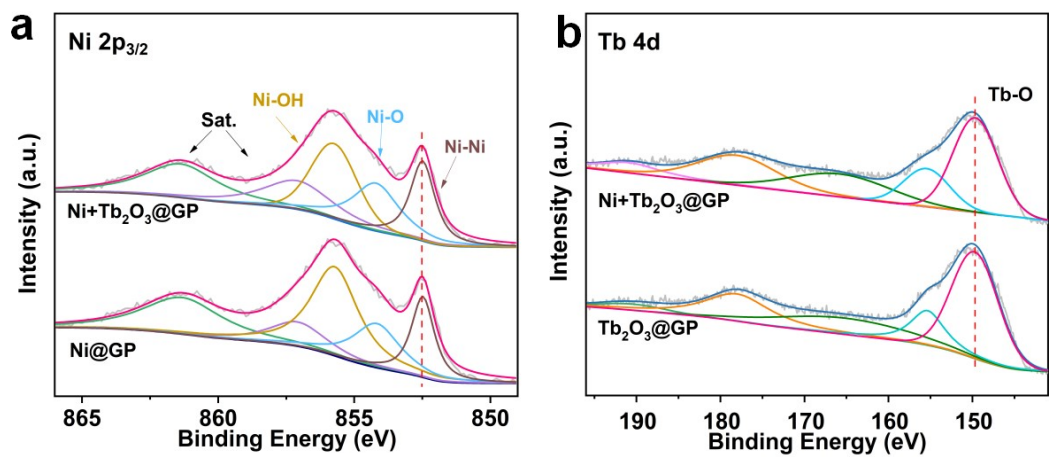 a
Ni 2p3/2
Ni-OH
Sat.
Ni-O
Ni-Ni
Ni+Tb2O3@GP
Ni@GP
Intensity (a.u.)
865
860
855
850
Binding Energy (eV)
b
Tb 4d
Tb-O
Ni+Tb2O3@GP
Tb2O3@GP
Intensity (a.u.)
190
180
170
160
150
Binding Energy (eV)